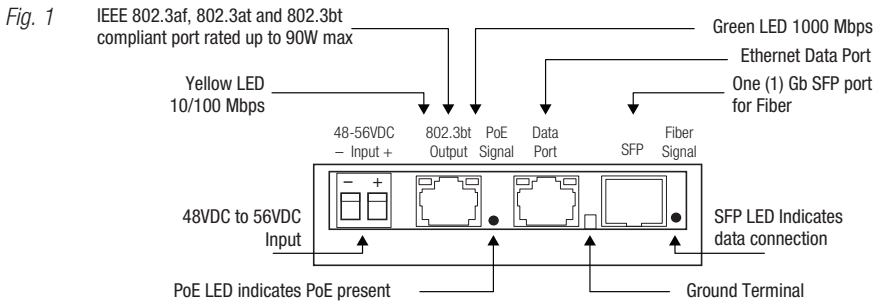 Fig. 1
IEEE 802.3af, 802.3at and 802.3bt
compliant port rated up to 90W max
Green LED 1000 Mbps
Ethernet Data Port
Yellow LED
10/100 Mbps
One (1) Gb SFP port
for Fiber
48-56VDC
– Input +
802.3bt
Output
PoE
Signal
Data
Port
SFP
Fiber
Signal
– +
48VDC to 56VDC
Input
SFP LED Indicates
data connection
PoE LED indicates PoE present
Ground Terminal